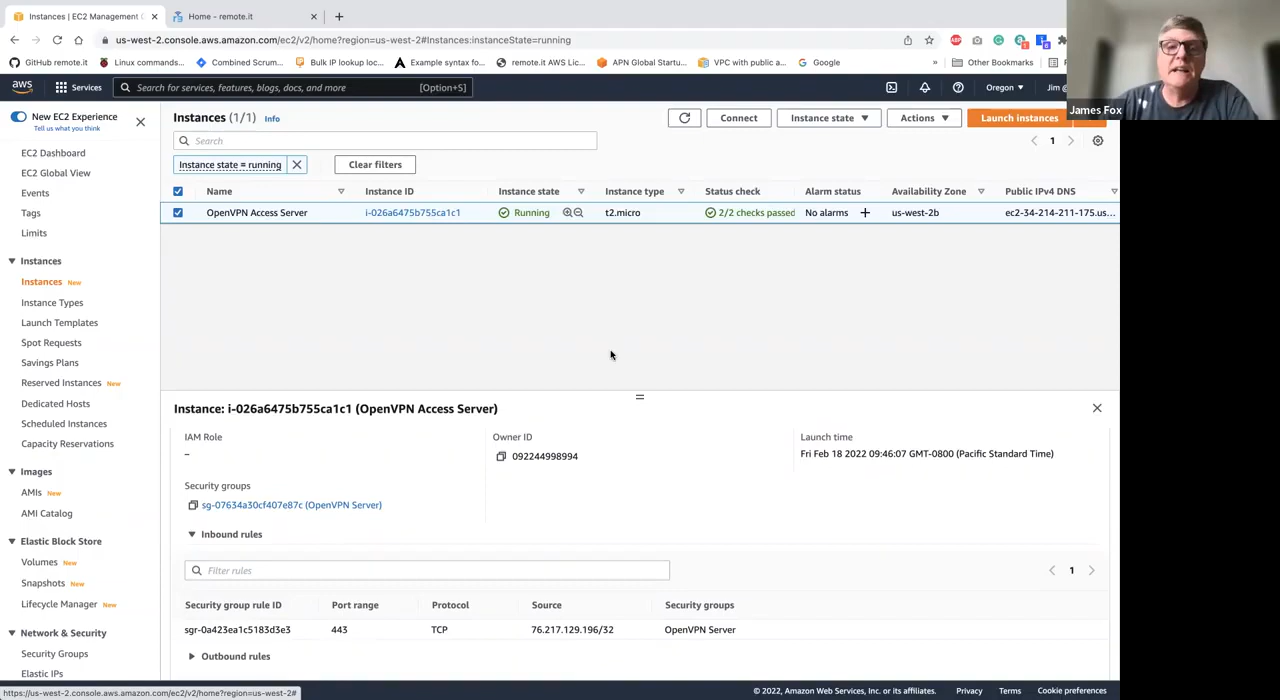 Instances | EC2 Management C
Home - remote.it
us-west-2.console.aws.amazon.com/ec2/v2/home?region=us-west-2#Instances:instanceState=running
GitHub remote.it
Linux commands...
Combined Scrum...
Bulk IP lookup loc...
Example syntax fo...
remote.it AWS Lic...
APN Global Startu...
VPC with public a...
Google
»
Other Bookmarks
aws
Services
Search for services, features, blogs, docs, and more
[Option+S]
Oregon
Jim @
James Fox
New EC2 Experience
Tell us what you think
EC2 Dashboard
EC2 Global View
Events
Tags
Limits
Instances
Instances New
Instance Types
Launch Templates
Spot Requests
Savings Plans
Reserved Instances New
Dedicated Hosts
Scheduled Instances
Capacity Reservations
Images
AMIs New
AMI Catalog
Elastic Block Store
Volumes New
Snapshots New
Lifecycle Manager New
Network & Security
Security Groups
Elastic IPs
Instances (1/1) Info
Connect
Instance state
Actions
Launch instances
Search
1
Instance state = running
Clear filters
Name Instance ID Instance state Instance type Status check Alarm status Availability Zone Public IPv4 DNS
OpenVPN Access Server i-026a6475b755ca1c1 Running t2.micro 2/2 checks passed No alarms + us-west-2b ec2-34-214-211-175.us...
Instance: i-026a6475b755ca1c1 (OpenVPN Access Server)
IAM Role
–
Owner ID
092244998994
Launch time
Fri Feb 18 2022 09:46:07 GMT-0800 (Pacific Standard Time)
Security groups
sg-07634a30cf407e87c (OpenVPN Server)
Inbound rules
Filter rules
1
Security group rule ID Port range Protocol Source Security groups
sgr-0a423ea1c5183d3e3 443 TCP 76.217.129.196/32 OpenVPN Server
Outbound rules
https://us-west-2.console.aws.amazon.com/ec2/v2/home?region=us-west-2#
© 2022, Amazon Web Services, Inc. or its affiliates.
Privacy
Terms
Cookie preferences